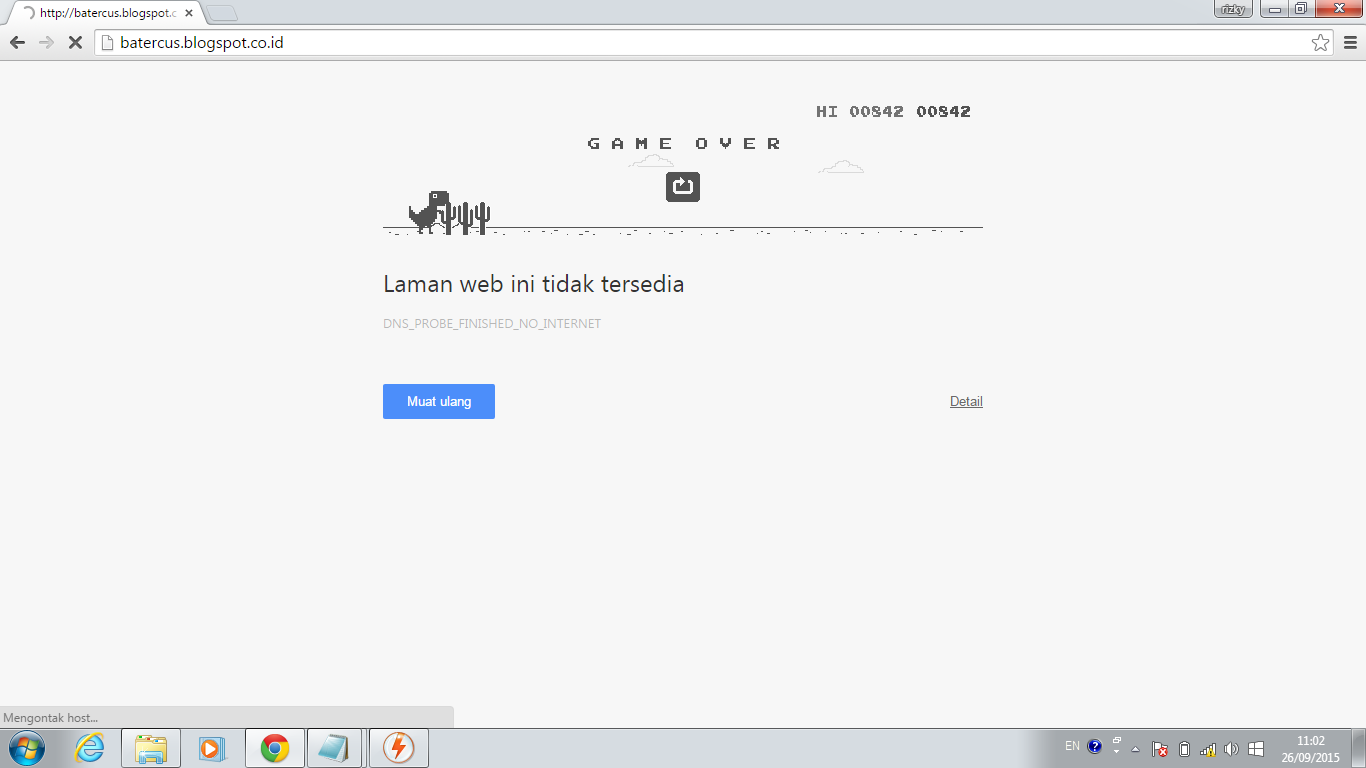 http://batercus.blogspot.c
rizky
batercus.blogspot.co.id
HI 00842 00842
GAME OVER
Laman web ini tidak tersedia
DNS_PROBE_FINISHED_NO_INTERNET
Muat ulang
Detail
Mengontak host...
EN
11:02
26/09/2015